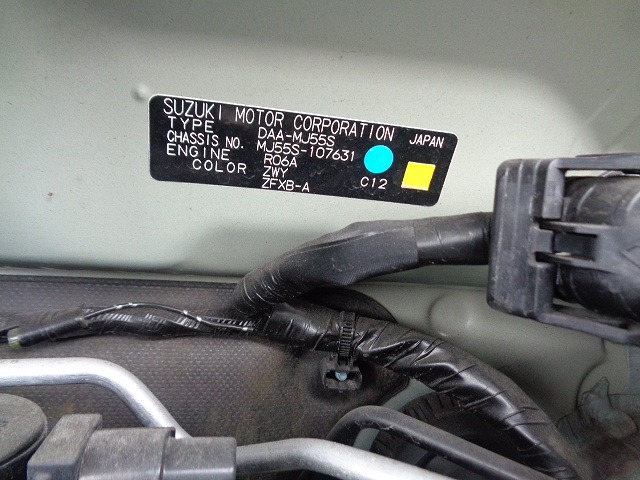 SUZUKI MOTOR CORPORATION JAPAN
TYPE DAA-MJ55S
CHASSIS NO. MJ55S-107631
ENGINE R06A
COLOR ZWY C12
ZFXB-A